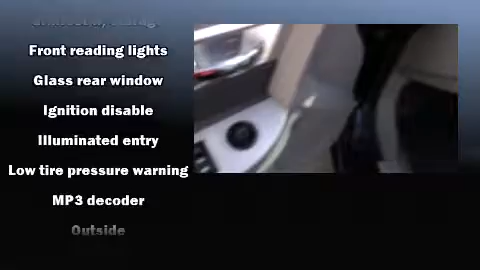 Front reading lights
Glass rear window
Ignition disable
Illuminated entry
Low tire pressure warning
MP3 decoder
Outside